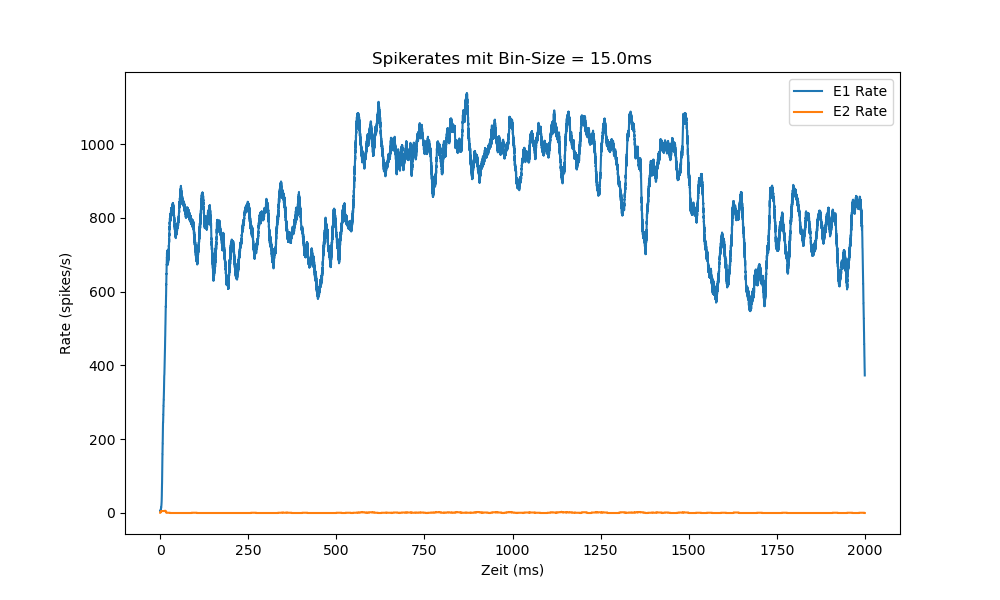 Spikerates mit Bin-Size = 15.0ms
E1 Rate
E2 Rate
Rate (spikes/s)
1000
800
600
400
200
0
0 250 500 750 1000 1250 1500 1750 2000
Zeit (ms)